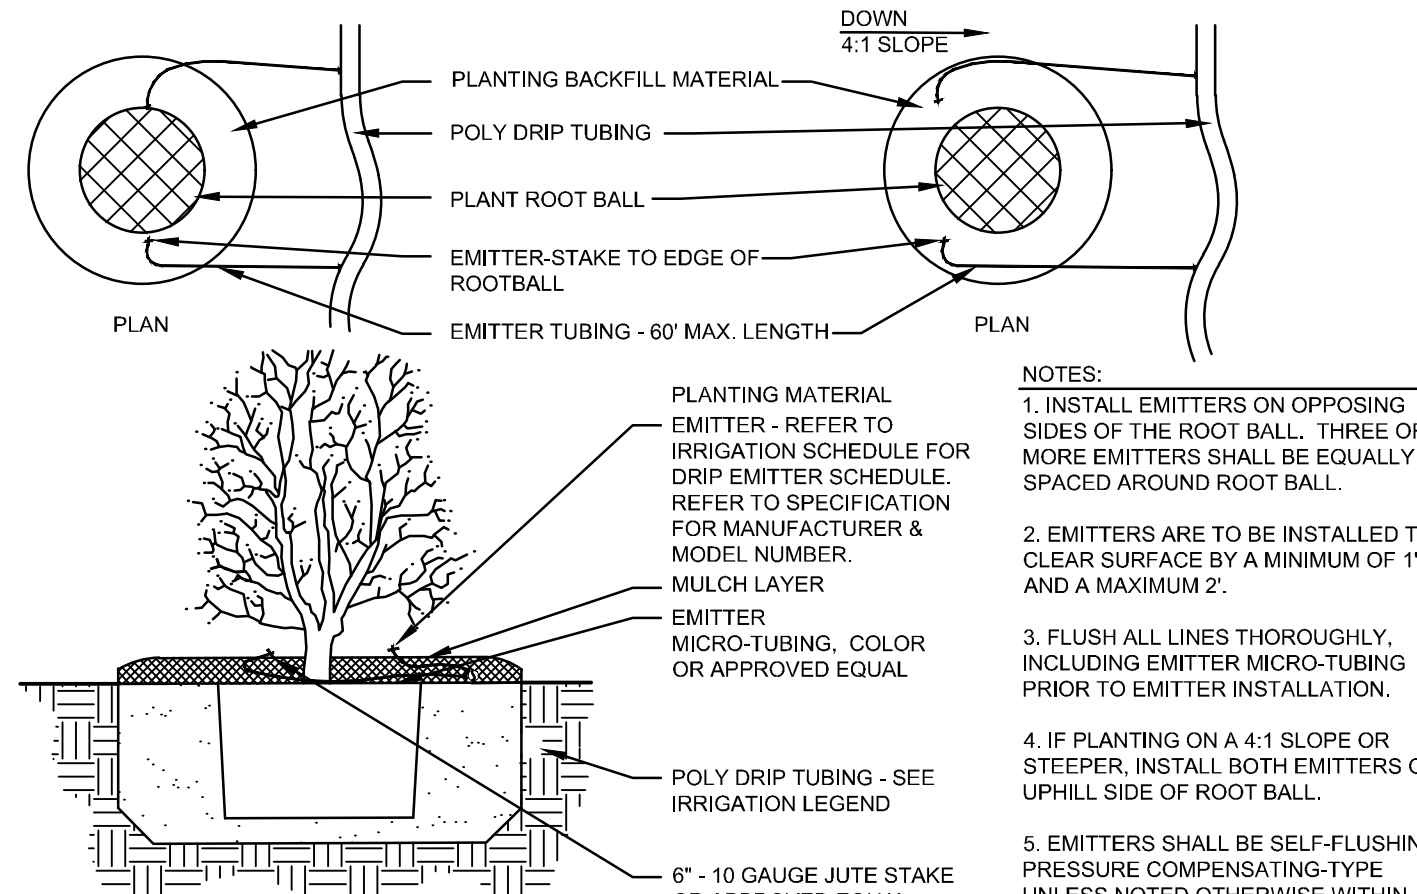 DOWN
4:1 SLOPE
PLANTING BACKFILL MATERIAL
POLY DRIP TUBING
PLANT ROOT BALL
EMITTER-STAKE TO EDGE OF
ROOTBALL
EMITTER TUBING - 60' MAX. LENGTH
PLAN
PLAN
PLANTING MATERIAL
EMITTER - REFER TO
IRRIGATION SCHEDULE FOR
DRIP EMITTER SCHEDULE.
REFER TO SPECIFICATION
FOR MANUFACTURER &
MODEL NUMBER.
MULCH LAYER
EMITTER
MICRO-TUBING, COLOR
OR APPROVED EQUAL
POLY DRIP TUBING - SEE
IRRIGATION LEGEND
6" - 10 GAUGE JUTE STAKE
OR APPROVED EQUAL
NOTES:
1. INSTALL EMITTERS ON OPPOSING
SIDES OF THE ROOT BALL. THREE
MORE EMITTERS SHALL BE EQUALLY
SPACED AROUND ROOT BALL.
2. EMITTERS ARE TO BE INSTALLED
CLEAR SURFACE BY A MINIMUM OF
AND A MAXIMUM 2'.
3. FLUSH ALL LINES THOROUGHLY,
INCLUDING EMITTER MICRO-TUBING
PRIOR TO EMITTER INSTALLATION.
4. IF PLANTING ON A 4:1 SLOPE OR
STEEPER, INSTALL BOTH EMITTERS
UPHILL SIDE OF ROOT BALL.
5. EMITTERS SHALL BE
PRESSURE COMPENSATING-TYPE
UNLESS NOTED OTHERWISE WITHIN